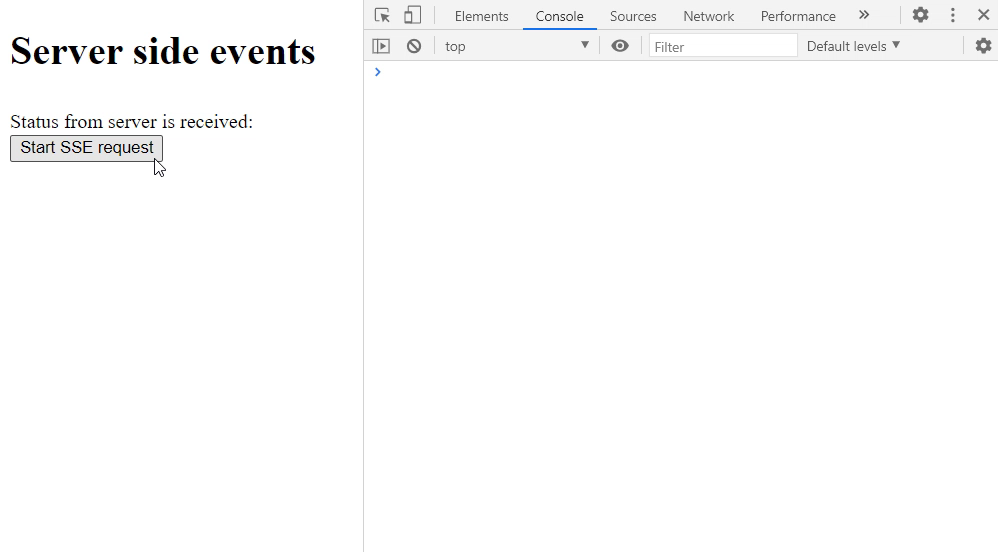 Server side events
Status from server is received:
Start SSE request
Elements Console Sources Network Performance
top Filter Default levels